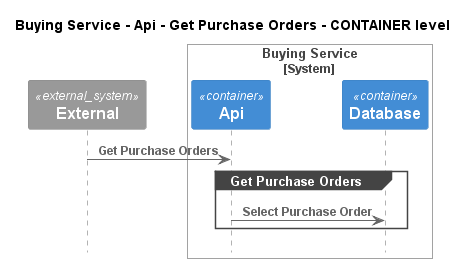 Buying Service - Api - Get Purchase Orders - CONTAINER level
Buying Service
[System]
«external_system»
External
«container»
Api
«container»
Database
Get Purchase Orders
Get Purchase Orders
Select Purchase Order